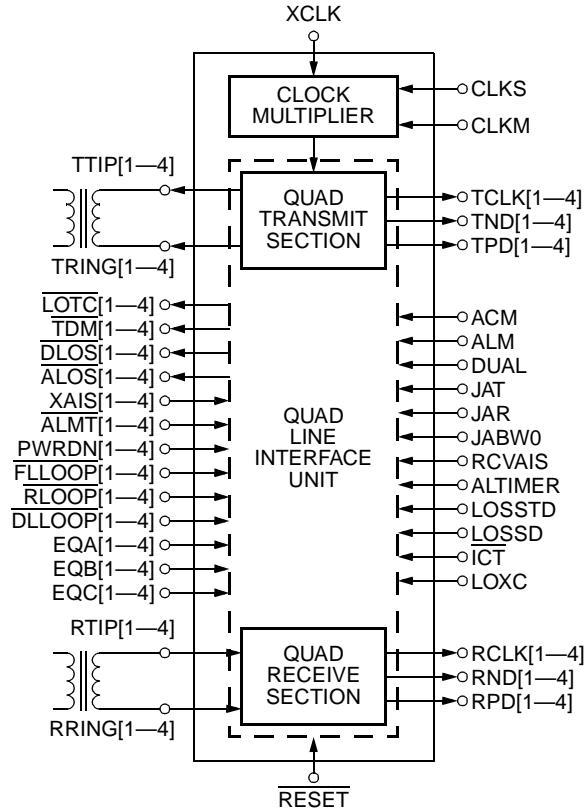 XCLK
CLOCK
MULTIPLIER
CLKS
CLKM
TTIP[1—4]
TRING[1—4]
QUAD
TRANSMIT
SECTION
TCLK[1—4]
TND[1—4]
TPD[1—4]
LOTC[1—4]
TDM[1—4]
DLOS[1—4]
ALOS[1—4]
XAIS[1—4]
ALMT[1—4]
PWRDN[1—4]
FLLOOP[1—4]
RLOOP[1—4]
DLLOOP[1—4]
EQA[1—4]
EQB[1—4]
EQC[1—4]
QUAD
LINE
INTERFACE
UNIT
ACM
ALM
DUAL
JAT
JAR
JABW0
RCVAIS
ALTIMER
LOSSTD
LOSSD
ICT
LOXC
RTIP[1—4]
RRING[1—4]
QUAD
RECEIVE
SECTION
RCLK[1—4]
RND[1—4]
RPD[1—4]
RESET